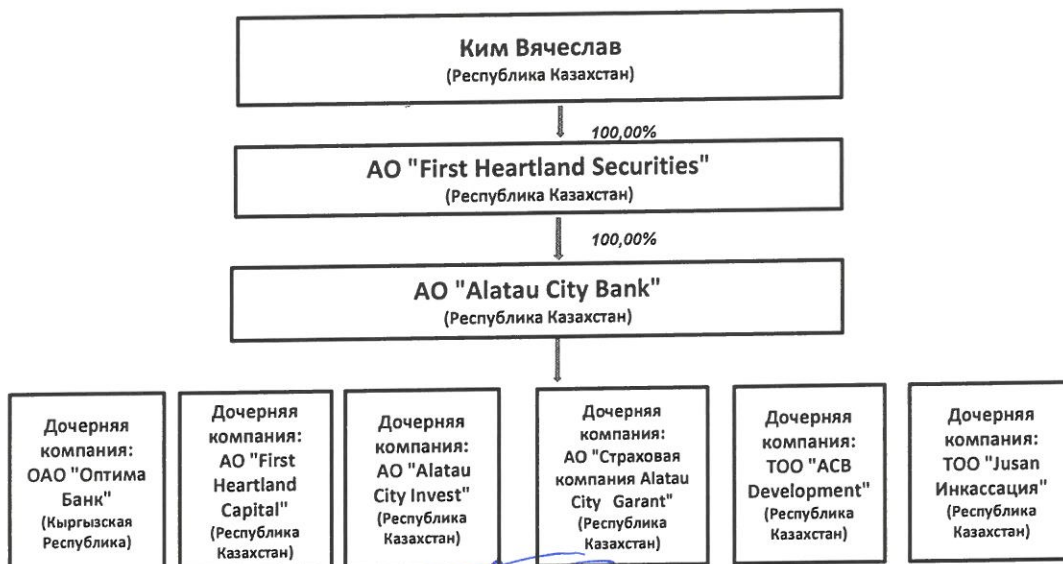 Ким Вячеслав
(Республика Казахстан)
100,00%
АО "First Heartland Securities"
(Республика Казахстан)
100,00%
АО "Alatau City Bank"
(Республика Казахстан)
Дочерняя
компания:
ОАО "Оптима
Банк"
(Кыргызская
Республика)
Дочерняя
компания:
АО "First
Heartland
Capital"
(Республика
Казахстан)
Дочерняя
компания:
АО "Alatau
City Invest"
(Республика
Казахстан)
Дочерняя
компания:
АО "Страховая
компания Alatau
City Garant"
(Республика
Казахстан)
Дочерняя
компания:
ТОО "ACB
Development"
(Республика
Казахстан)
Дочерняя
компания:
ТОО "Jusan
Инкассация"
(Республика
Казахстан)